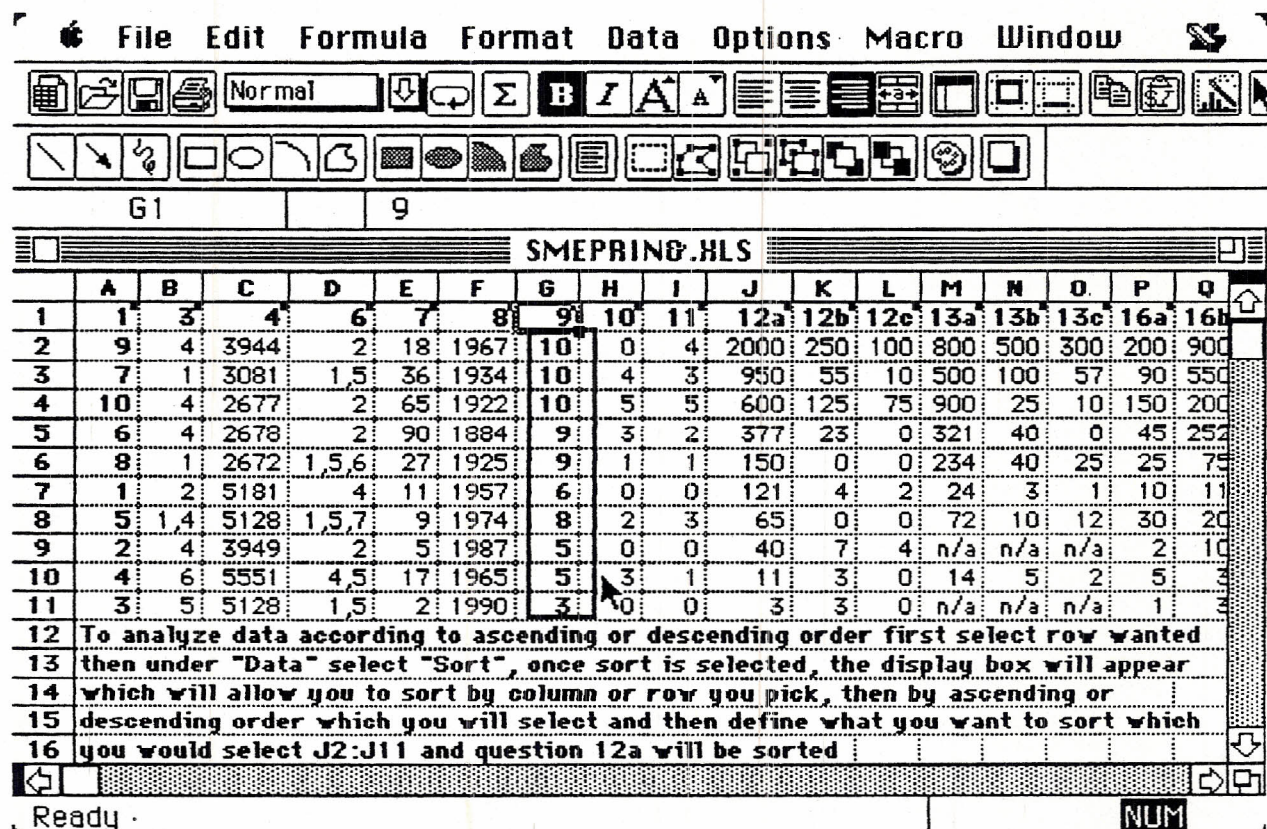 File Edit Formula Format Data Options Macro Window
Normal Σ B I A A a
G1 9
SMEPRIN&.XLS
A B C D E F G H I J K L M N O P Q
1 1 3 4 6 7 8 9 10 11 12a 12b 12c 13a 13b 13c 16a 16b
2 9 4 3944 2 18 1967 10 0 4 2000 250 100 800 500 300 200 900
3 7 1 3081 1,5 36 1934 10 4 3 950 55 10 500 100 57 90 550
4 10 4 2677 2 65 1922 10 5 5 600 125 75 900 25 10 150 200
5 6 4 2678 2 90 1884 9 3 2 377 23 0 321 40 0 45 252
6 8 1 2672 1,5,6 27 1925 9 1 1 150 0 0 234 40 25 25 75
7 1 2 5181 4 11 1957 6 0 0 121 4 2 24 3 1 10 11
8 5 1,4 5128 1,5,7 9 1974 8 2 3 65 0 0 72 10 12 30 20
9 2 4 3949 2 5 1987 5 0 0 40 7 4 n/a n/a n/a 2 10
10 4 6 5551 4,5 17 1965 5 3 1 11 3 0 14 5 2 5 3
11 3 5 5128 1,5 2 1990 3 0 0 3 3 0 n/a n/a n/a 1 3
12 To analyze data according to ascending or descending order first select row wanted
13 then under "Data" select "Sort", once sort is selected, the display box will appear
14 which will allow you to sort by column or row you pick, then by ascending or
15 descending order which you will select and then define what you want to sort which
16 you would select J2:J11 and question 12a will be sorted
Ready NUM